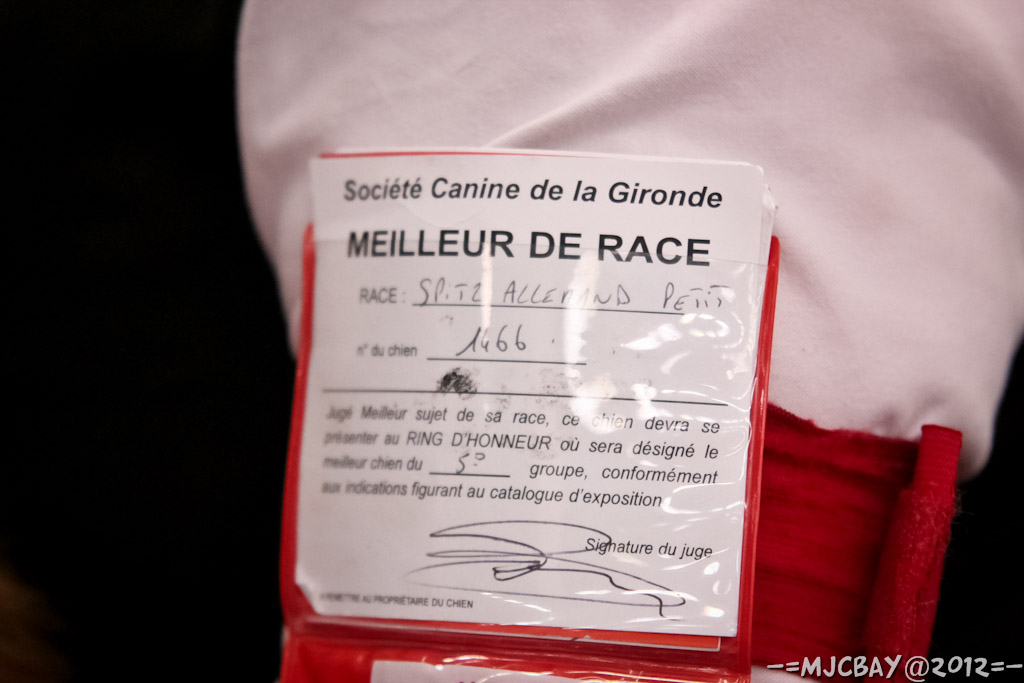 Société Canine de la Gironde
MEILLEUR DE RACE
RACE : SPITZ ALLEMAND PETIT
n° du chien 1466
Jugé Meilleur sujet de sa race, ce chien devra se
présenter au RING D'HONNEUR où sera désigné le
meilleur chien du 5° groupe, conformément
aux indications figurant au catalogue d'exposition
Signature du juge
A REMETTRE AU PROPRIÉTAIRE DU CHIEN
-=MJCBAY@2012=-